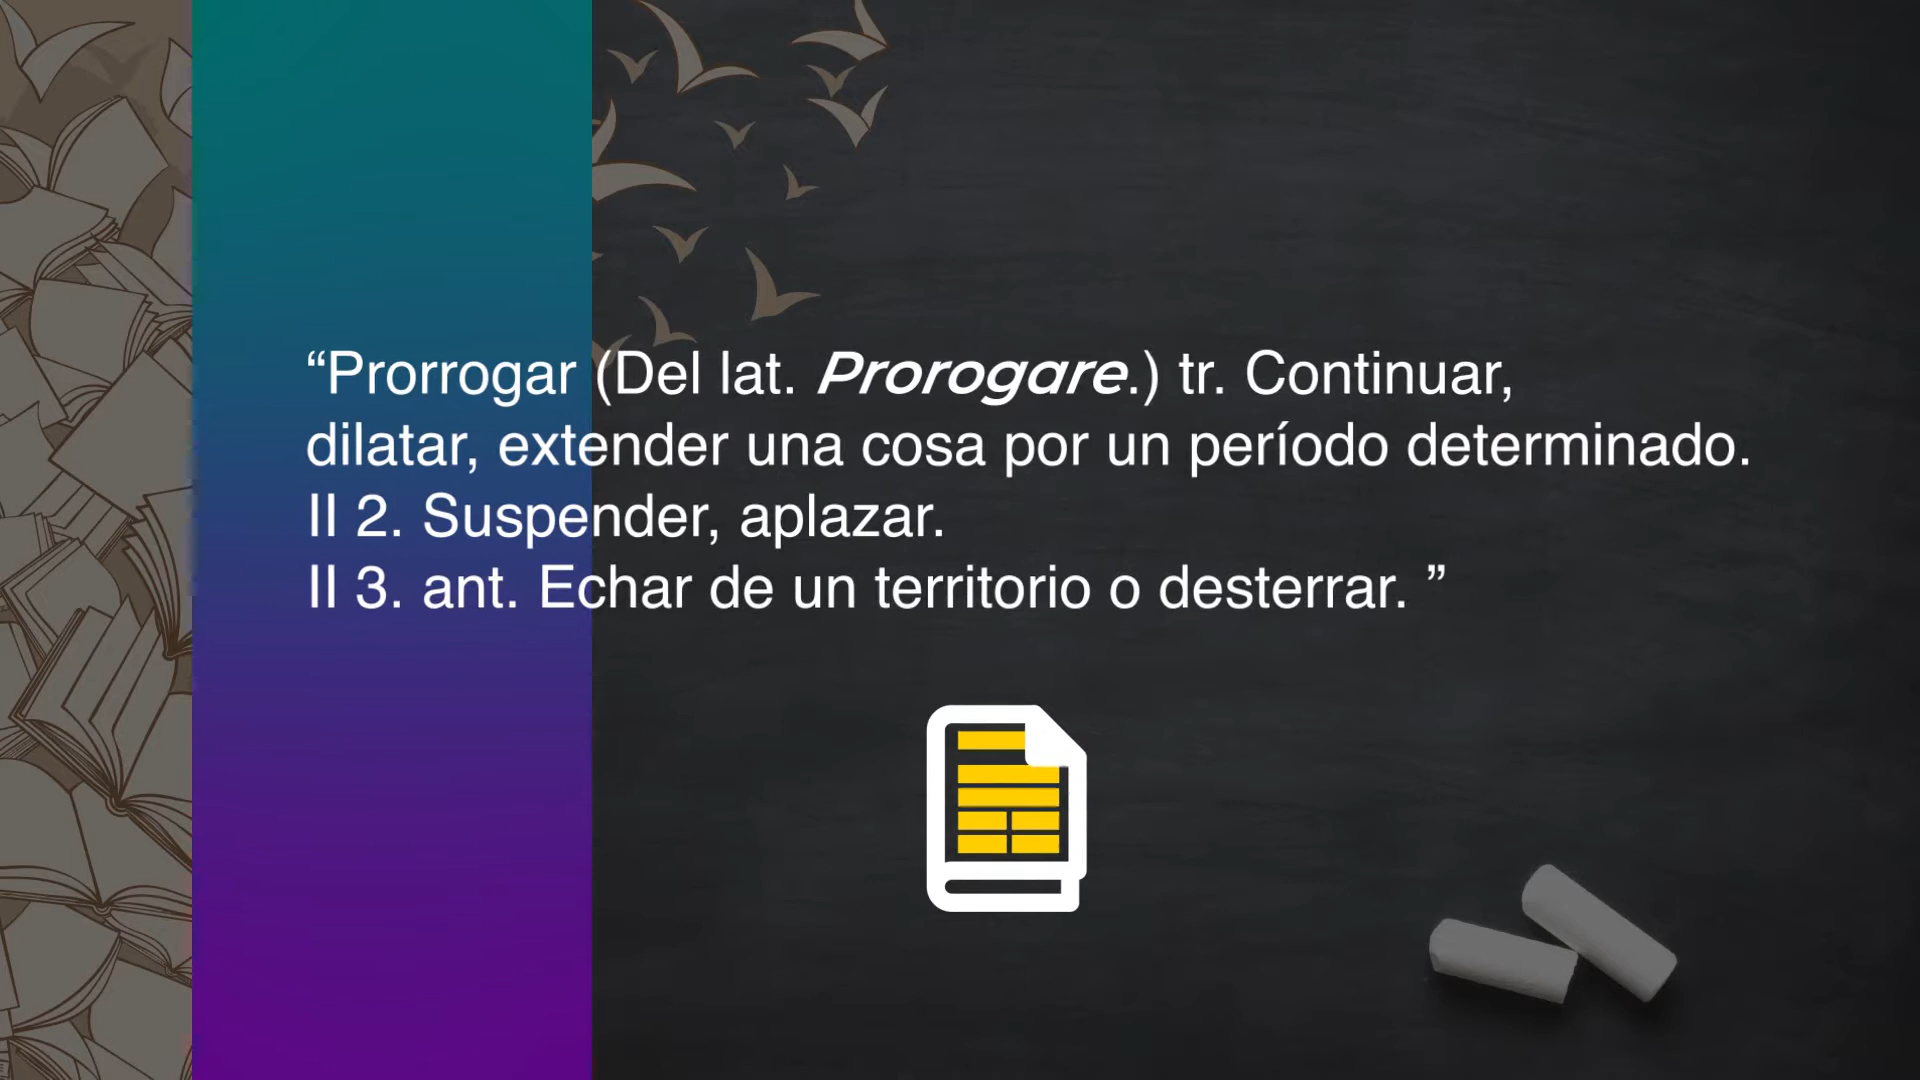 “Prorrogar (Del lat. Prorogare.) tr. Continuar,
dilatar, extender una cosa por un período determinado.
II 2. Suspender, aplazar.
II 3. ant. Echar de un territorio o desterrar. ”